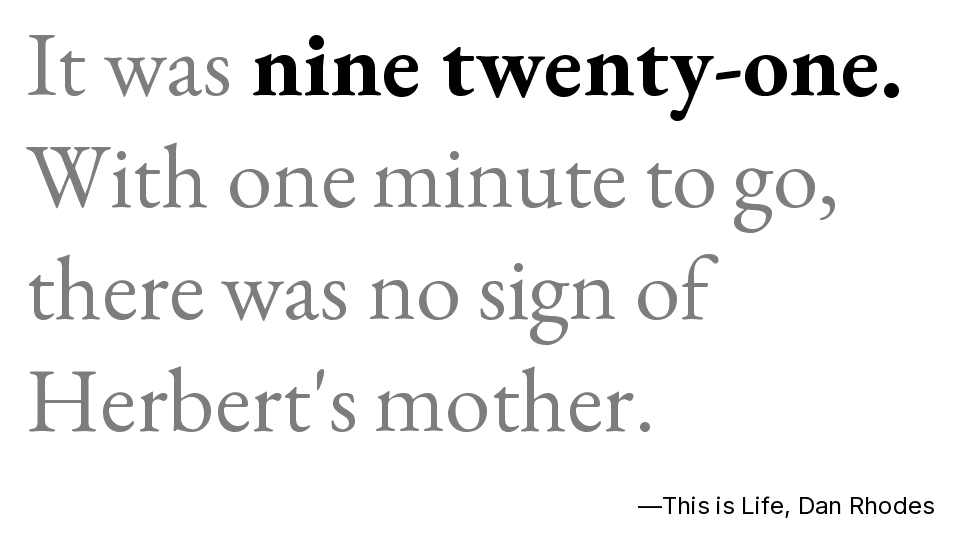 It was nine twenty-one.
With one minute to go,
there was no sign of
Herbert's mother.
—This is Life, Dan Rhodes